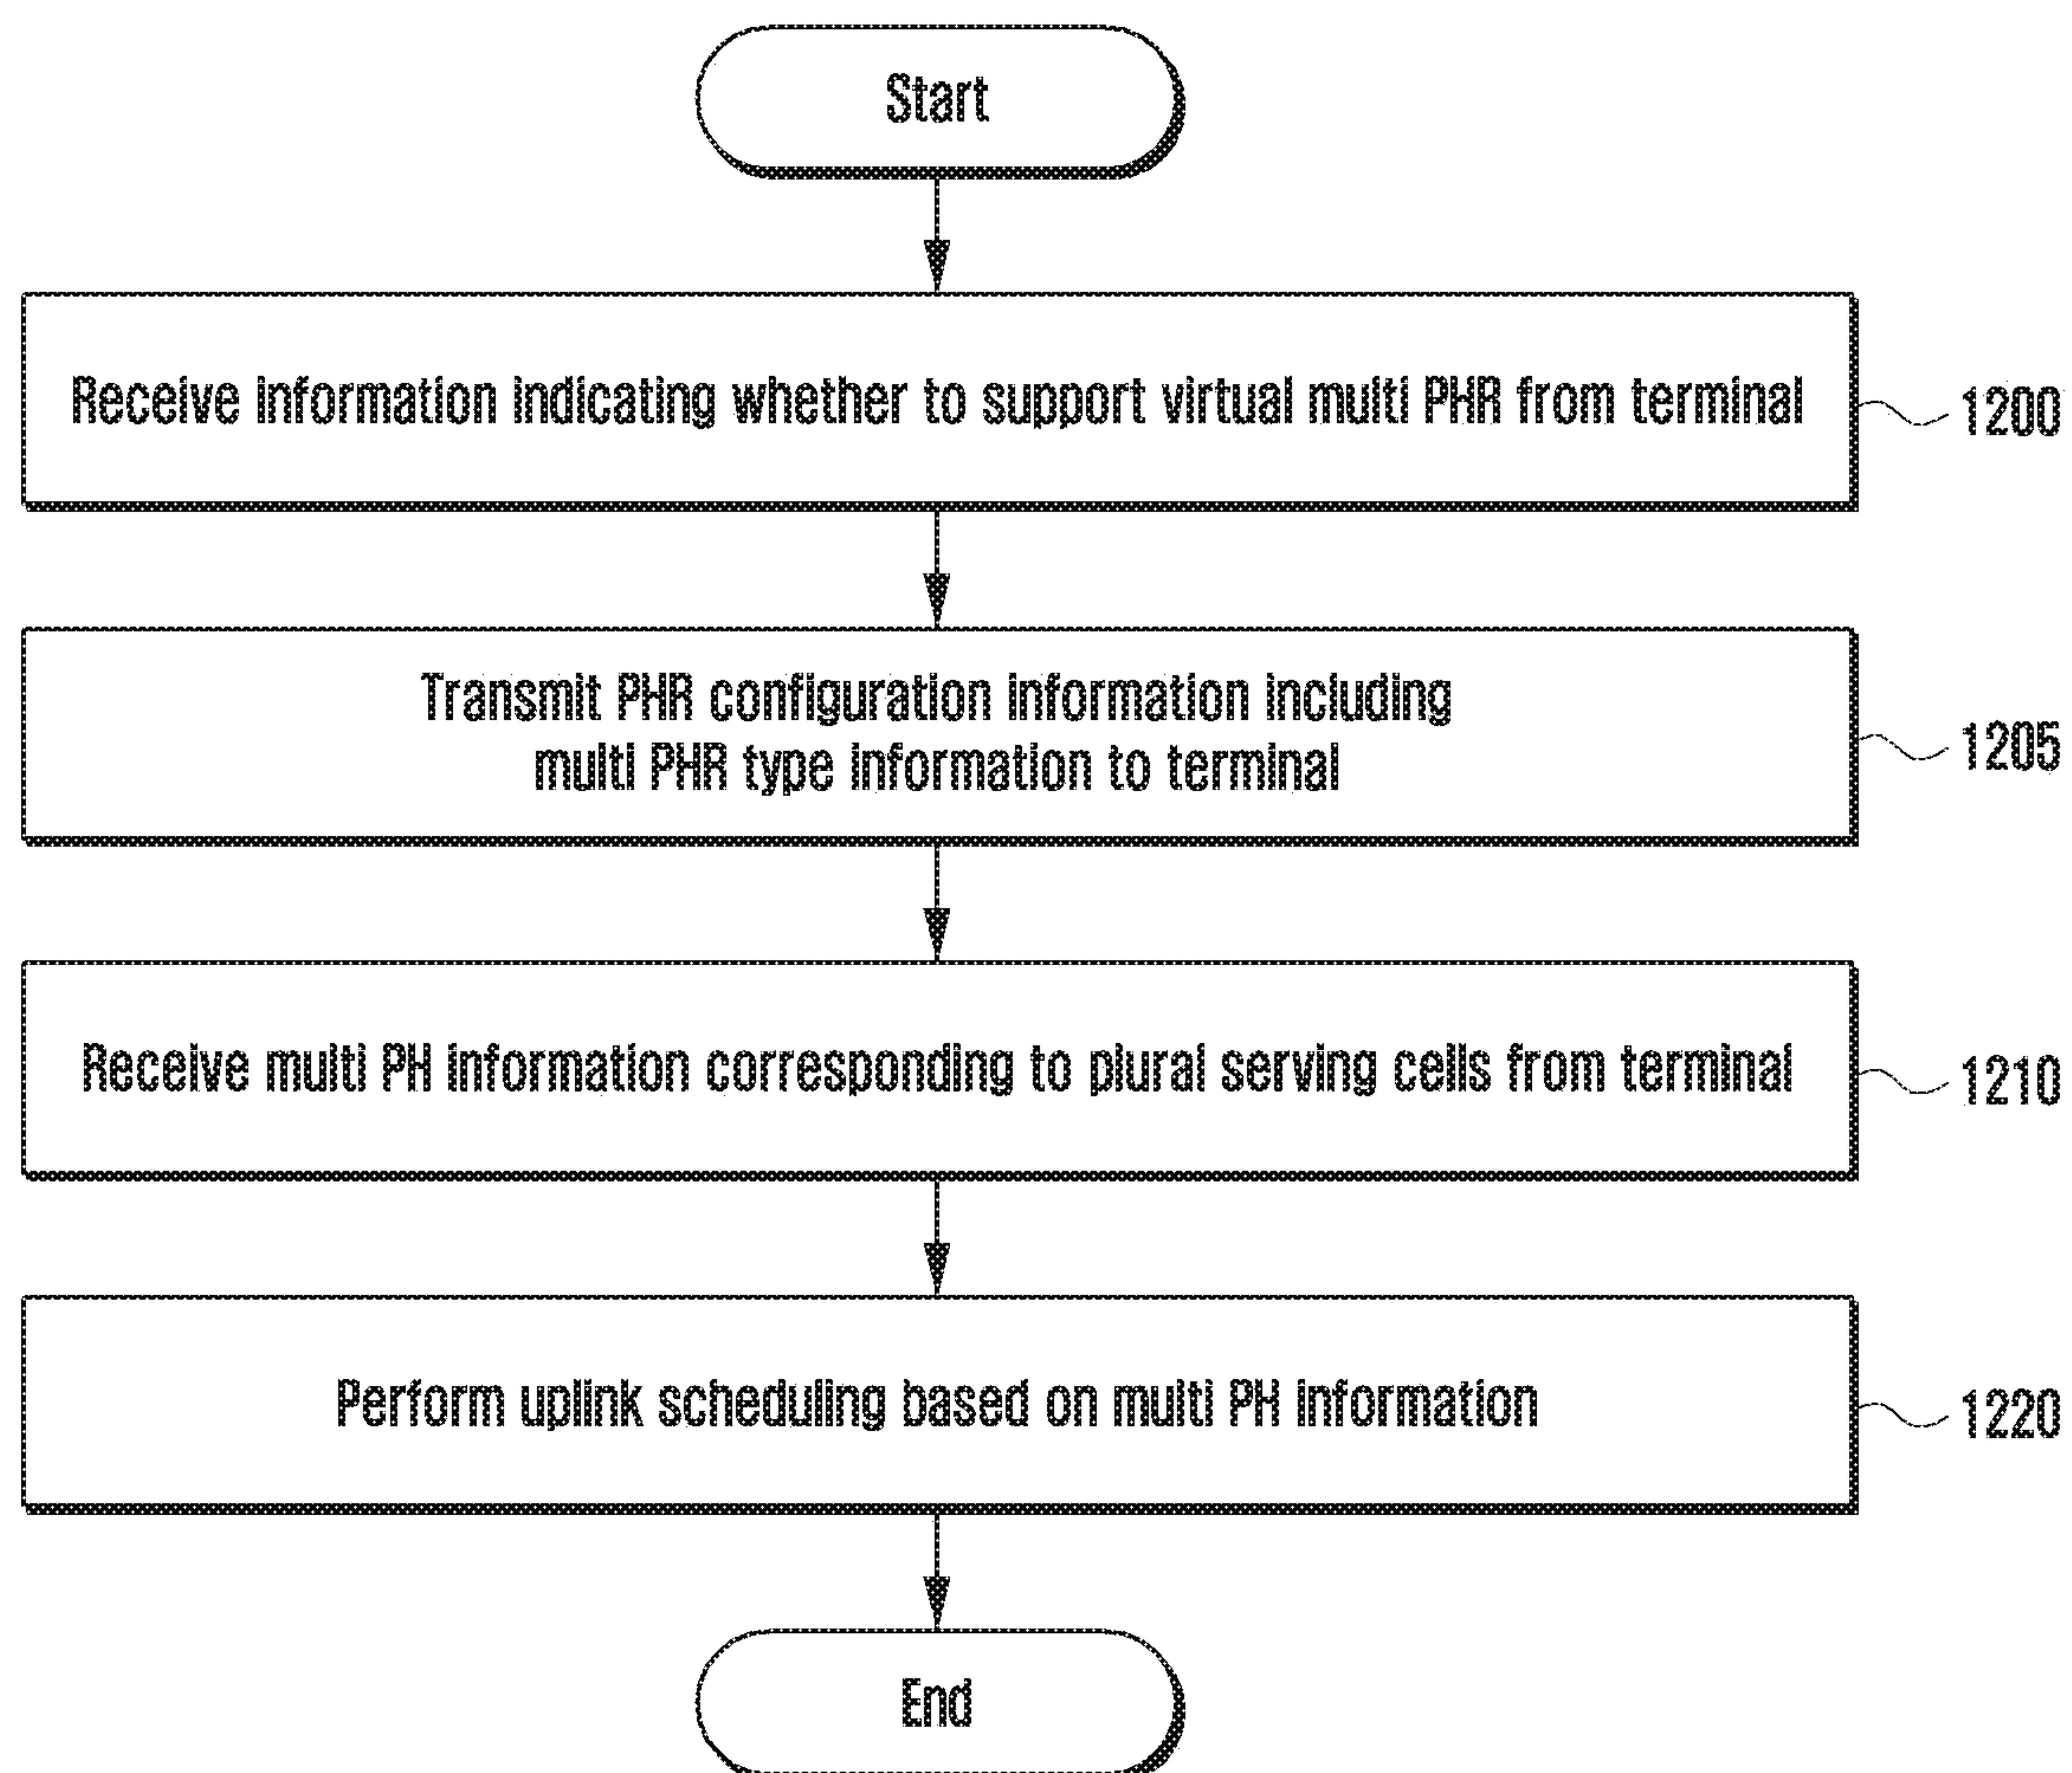 Start
Receive information indicating whether to support virtual multi PHR from terminal
1200
Transmit PHR configuration information including
multi PHR type information to terminal
1205
Receive multi PH information corresponding to plural serving cells from terminal
1210
Perform uplink scheduling based on multi PH information
1220
End